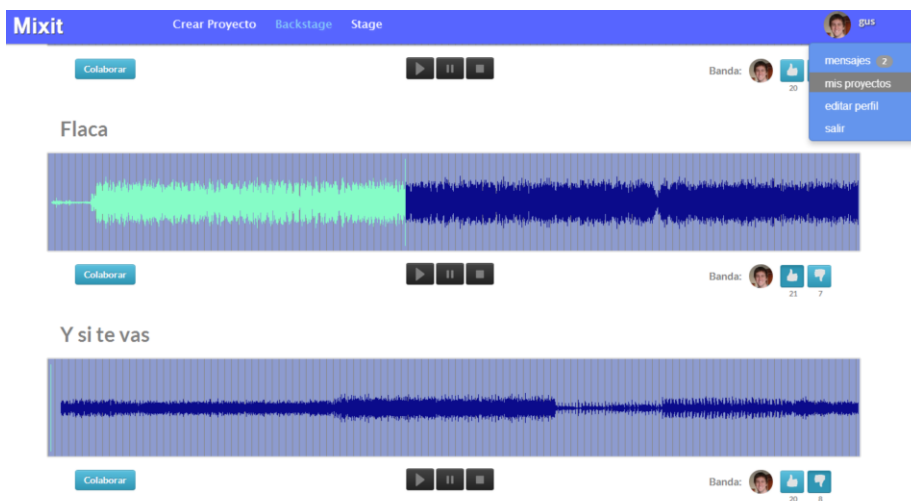 Mixit Crear Proyecto Backstage Stage gus
mensajes 2
mis proyectos
editar perfil
salir
Colaborar Banda:
20
Flaca
Colaborar Banda:
21 7
Y si te vas
Colaborar Banda:
20 8